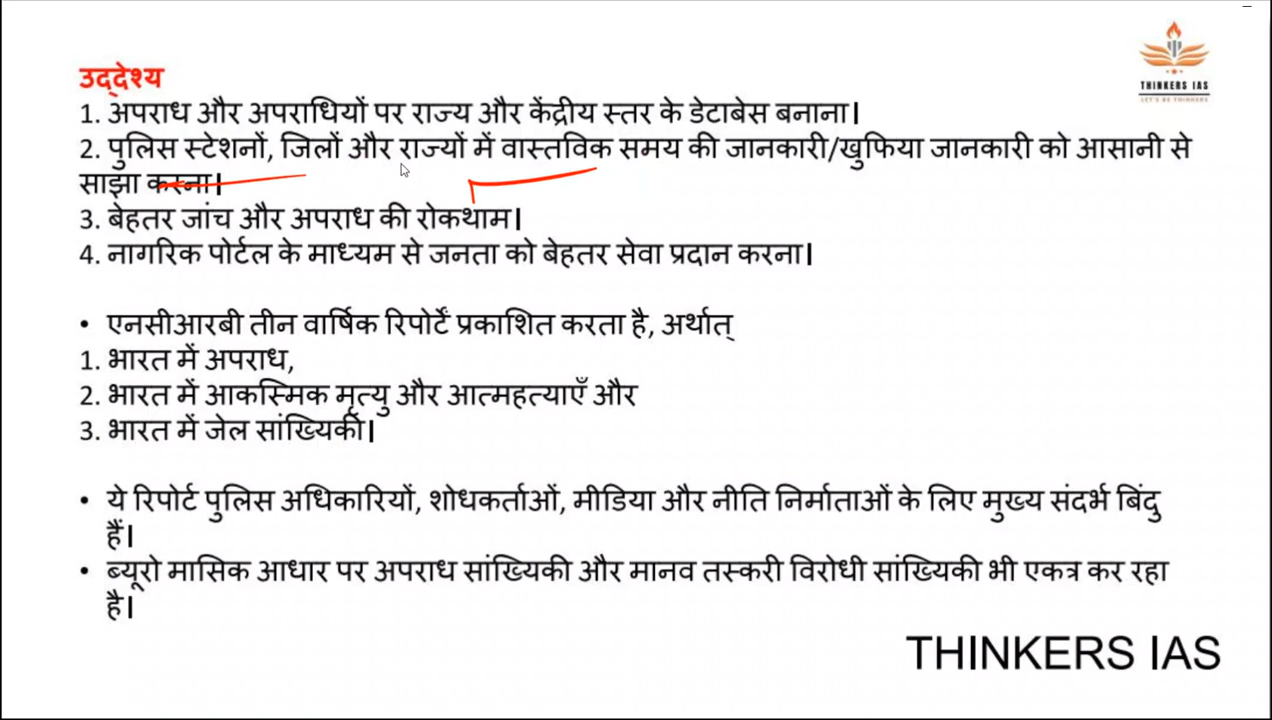 THINKERS IAS
LET'S BE THINKERS
उद्देश्य
1. अपराध और अपराधियों पर राज्य और केंद्रीय स्तर के डेटाबेस बनाना।
2. पुलिस स्टेशनों, जिलों और राज्यों में वास्तविक समय की जानकारी/खुफिया जानकारी को आसानी से
साझा करना।
3. बेहतर जांच और अपराध की रोकथाम।
4. नागरिक पोर्टल के माध्यम से जनता को बेहतर सेवा प्रदान करना।
• एनसीआरबी तीन वार्षिक रिपोर्टें प्रकाशित करता है, अर्थात्
1. भारत में अपराध,
2. भारत में आकस्मिक मृत्यु और आत्महत्याएँ और
3. भारत में जेल सांख्यिकी।
• ये रिपोर्ट पुलिस अधिकारियों, शोधकर्ताओं, मीडिया और नीति निर्माताओं के लिए मुख्य संदर्भ बिंदु
हैं।
• ब्यूरो मासिक आधार पर अपराध सांख्यिकी और मानव तस्करी विरोधी सांख्यिकी भी एकत्र कर रहा
है।
THINKERS IAS